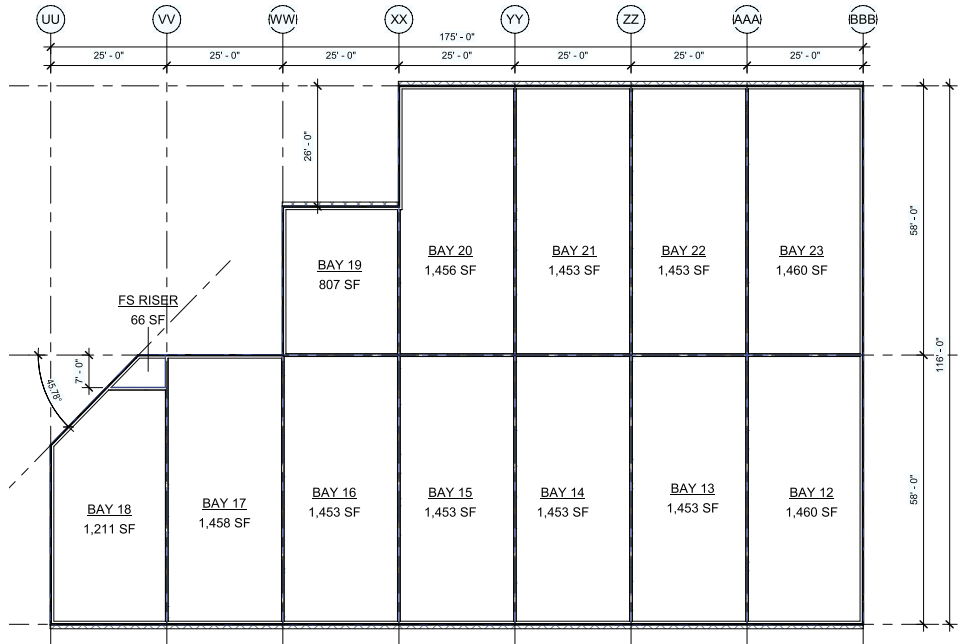 UU VV WW XX YY ZZ AAA BBB
175' - 0"
25' - 0" 25' - 0" 25' - 0" 25' - 0" 25' - 0" 25' - 0" 25' - 0"
26' - 0"
58' - 0"
BAY 19
807 SF
BAY 20
1,456 SF
BAY 21
1,453 SF
BAY 22
1,453 SF
BAY 23
1,460 SF
FS RISER
66 SF
7' - 0"
45.78°
116' - 0"
BAY 18
1,211 SF
BAY 17
1,458 SF
BAY 16
1,453 SF
BAY 15
1,453 SF
BAY 14
1,453 SF
BAY 13
1,453 SF
BAY 12
1,460 SF
58' - 0"